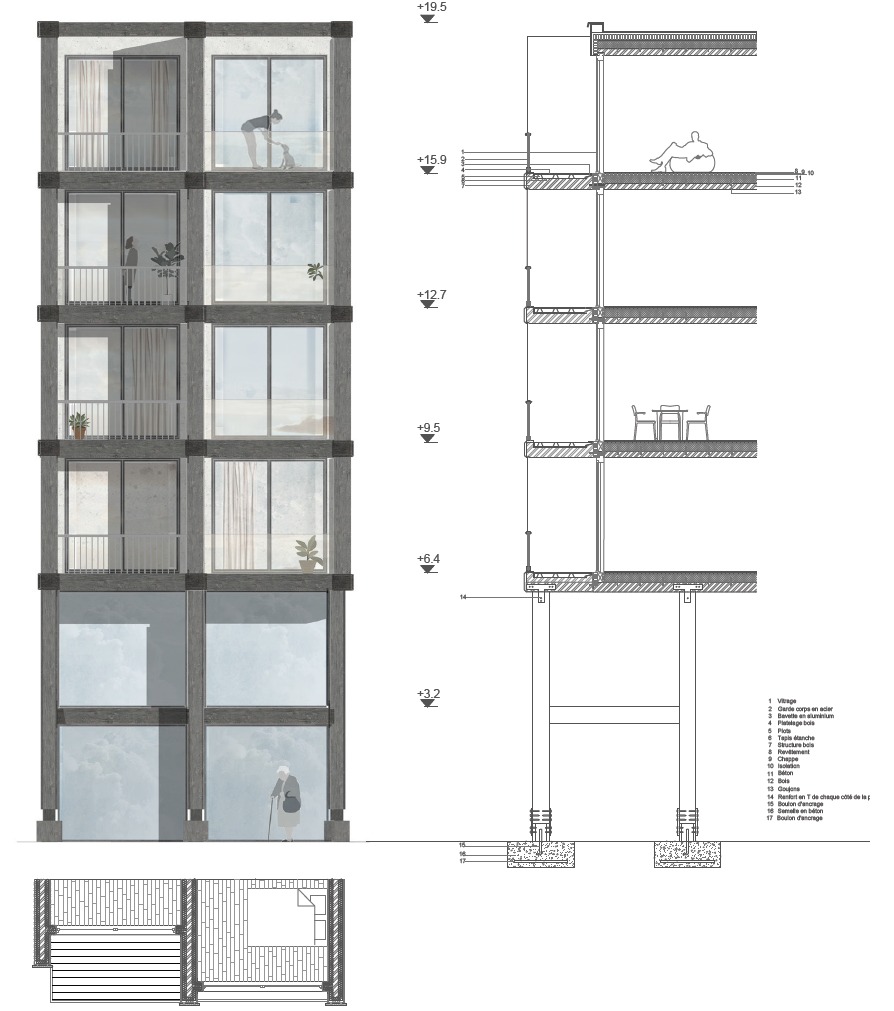 +19.5
1
2
3
4
5
6
7
+15.9
8 9 10
11
12
13
+12.7
+9.5
+6.4
14
+3.2
1 Vitrage
2 Garde corps en acier
3 Bavette en aluminium
4 Platelage bois
5 Plots
6 Tapis étanche
7 Structure bois
8 Revêtement
9 Chappe
10 Isolation
11 Béton
12 Bois
13 Goujons
14 Renfort en T de chaque côté de la p
15 Boulon d'ancrage
16 Semelle en béton
17 Boulon d'ancrage
15
16
17